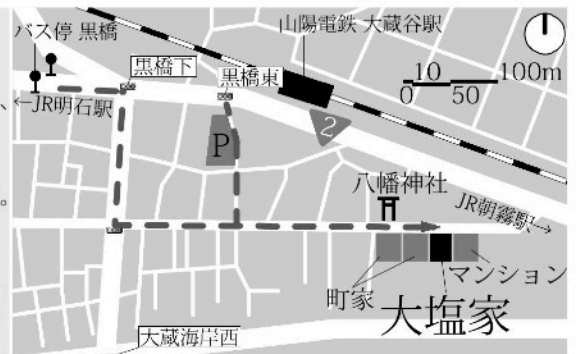 山陽電鉄 大蔵谷駅
バス停 黒橋
黒橋下
黒橋東
←JR明石駅
10 100m
0 50
2
P
八幡神社
JR朝霧駅→
マンション
町家
大塩家
大蔵海岸西
、
。